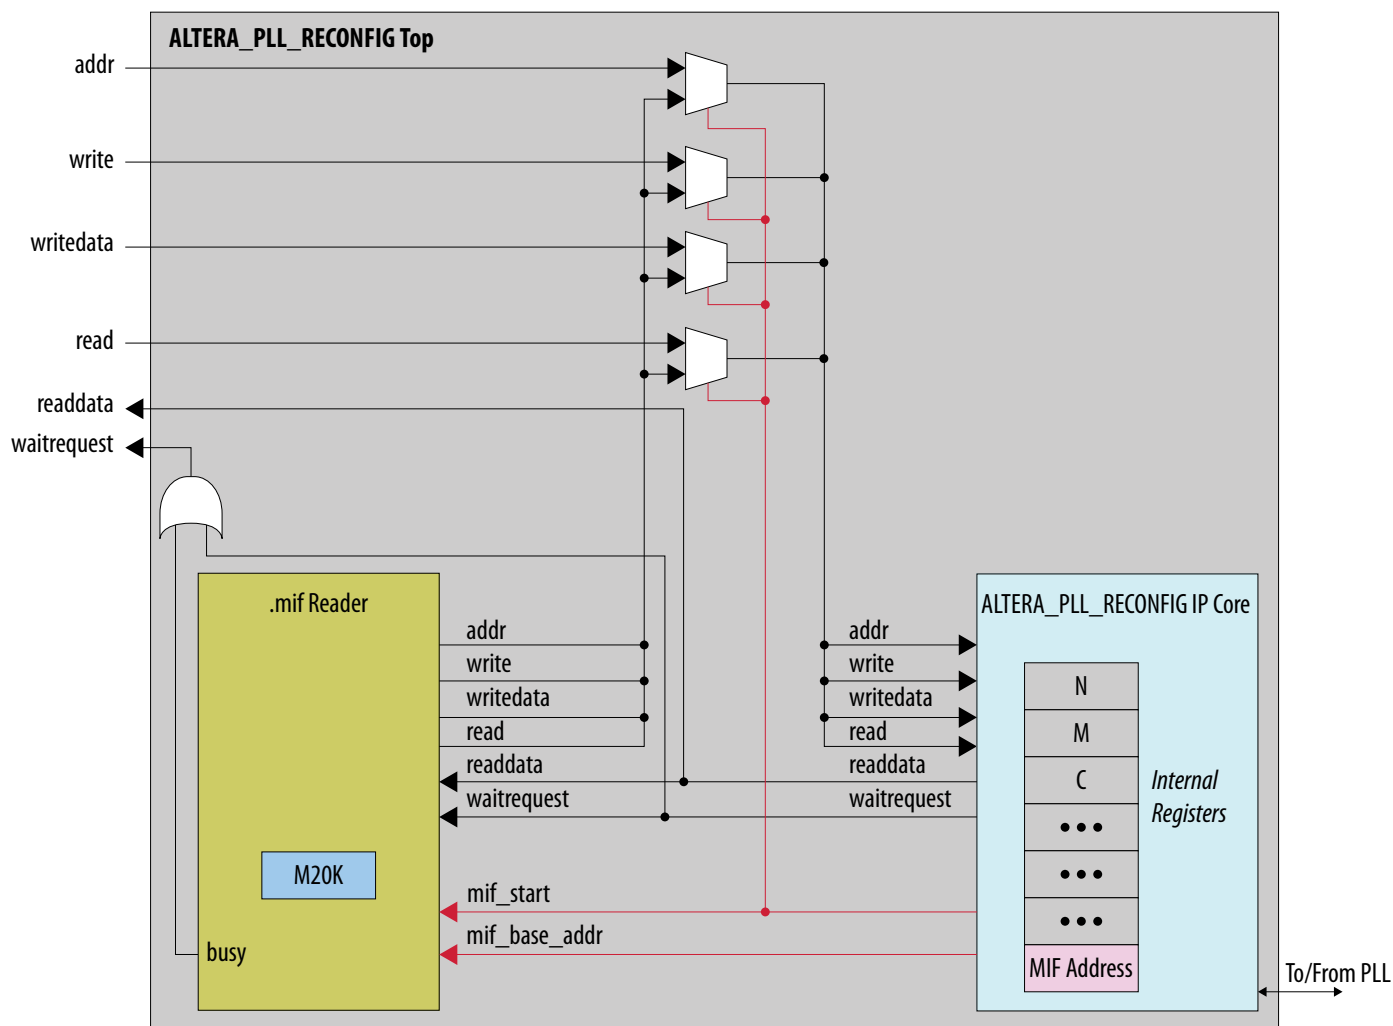 ALTERA_PLL_RECONFIG Top
addr
write
writedata
read
readdata
waitrequest
.mif Reader
addr
write
writedata
read
readdata
waitrequest
M20K
mif_start
mif_base_addr
busy
addr
write
writedata
read
readdata
waitrequest
ALTERA_PLL_RECONFIG IP Core
N
M
C
•••
•••
•••
MIF Address
Internal
Registers
To/From PLL